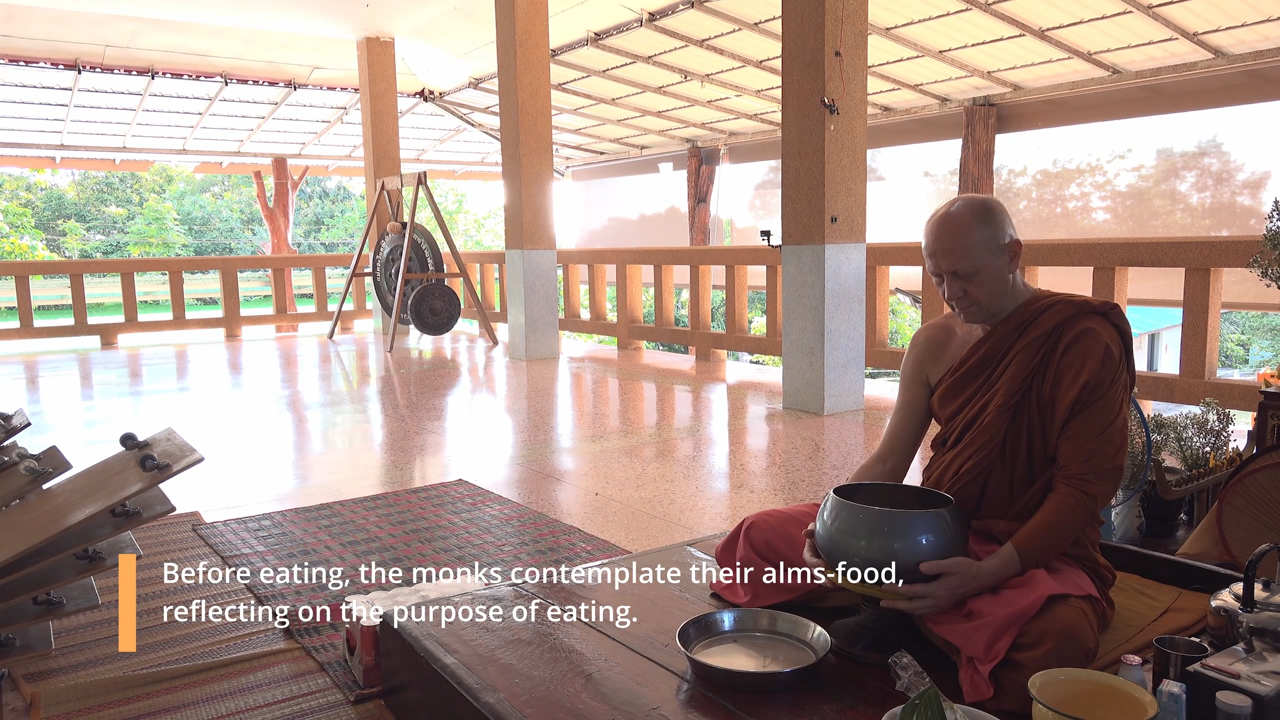 Before eating, the monks contemplate their alms-food,
reflecting on the purpose of eating.